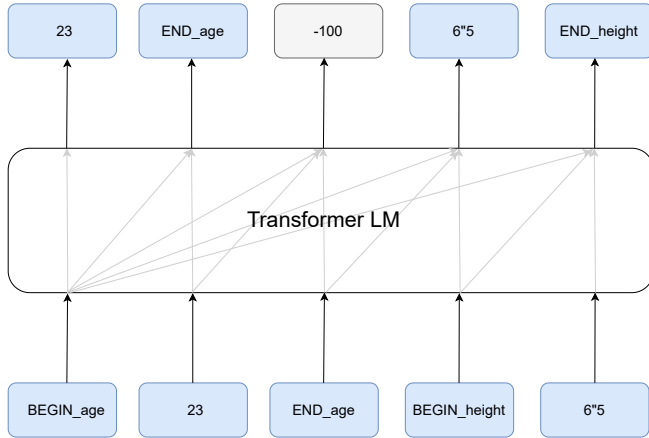 23
END_age
-100
6"5
END_height
Transformer LM
BEGIN_age
23
END_age
BEGIN_height
6"5